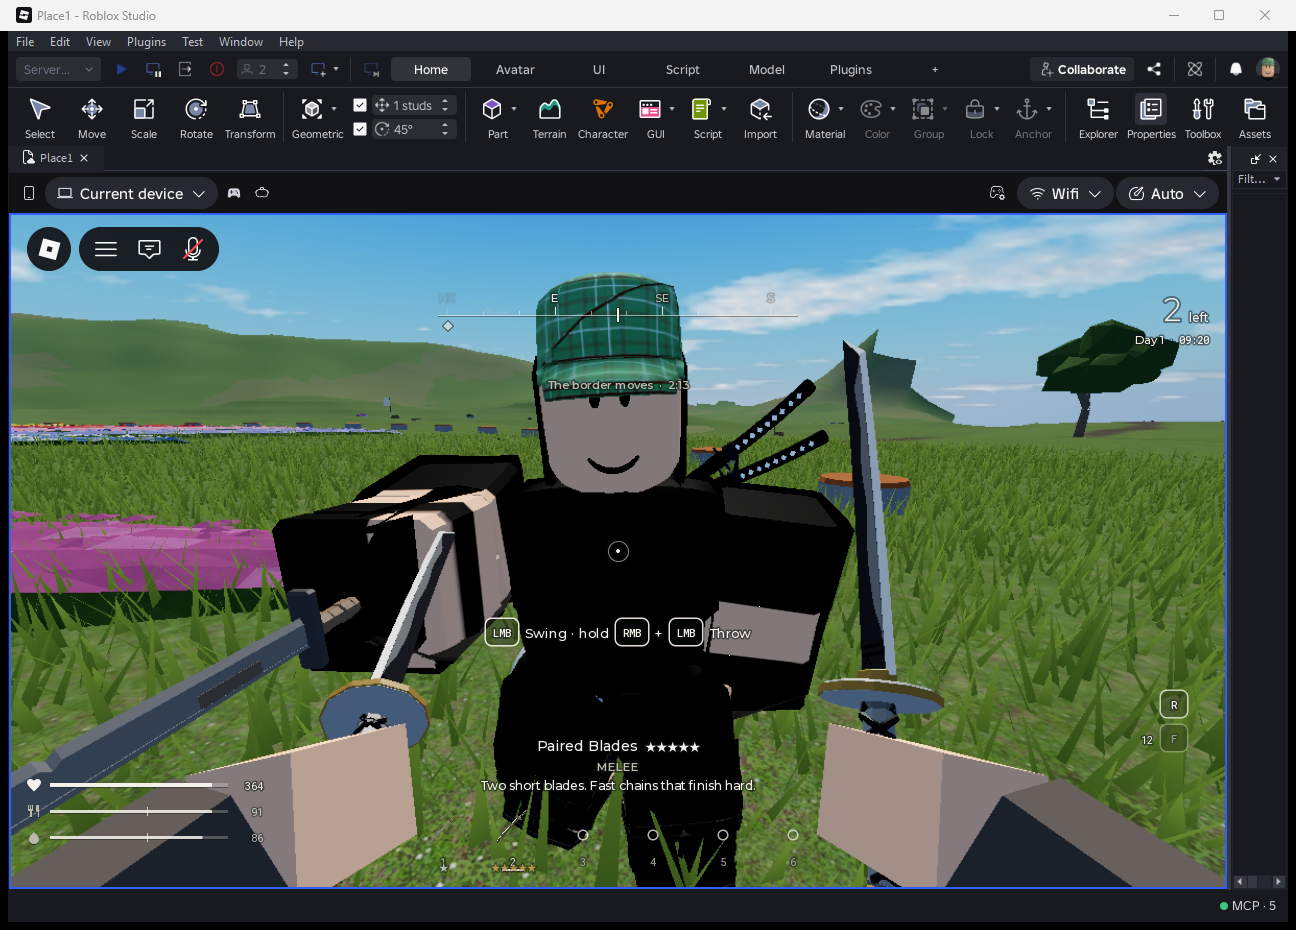 Place1 - Roblox Studio
File Edit View Plugins Test Window Help
Server... 2 Home Avatar UI Script Model Plugins + Collaborate
1 studs
45°
Select Move Scale Rotate Transform Geometric Part Terrain Character GUI Script Import Material Color Group Lock Anchor Explorer Properties Toolbox Assets
Place1
Filt...
Current device Wifi Auto
NE E SE S
2 left
Day 1 · 09:20
The border moves · 2:13
LMB Swing · hold RMB + LMB Throw
R
12 F
Paired Blades ★★★★★
MELEE
Two short blades. Fast chains that finish hard.
364
91
86
1 2 3 4 5 6
MCP · 5